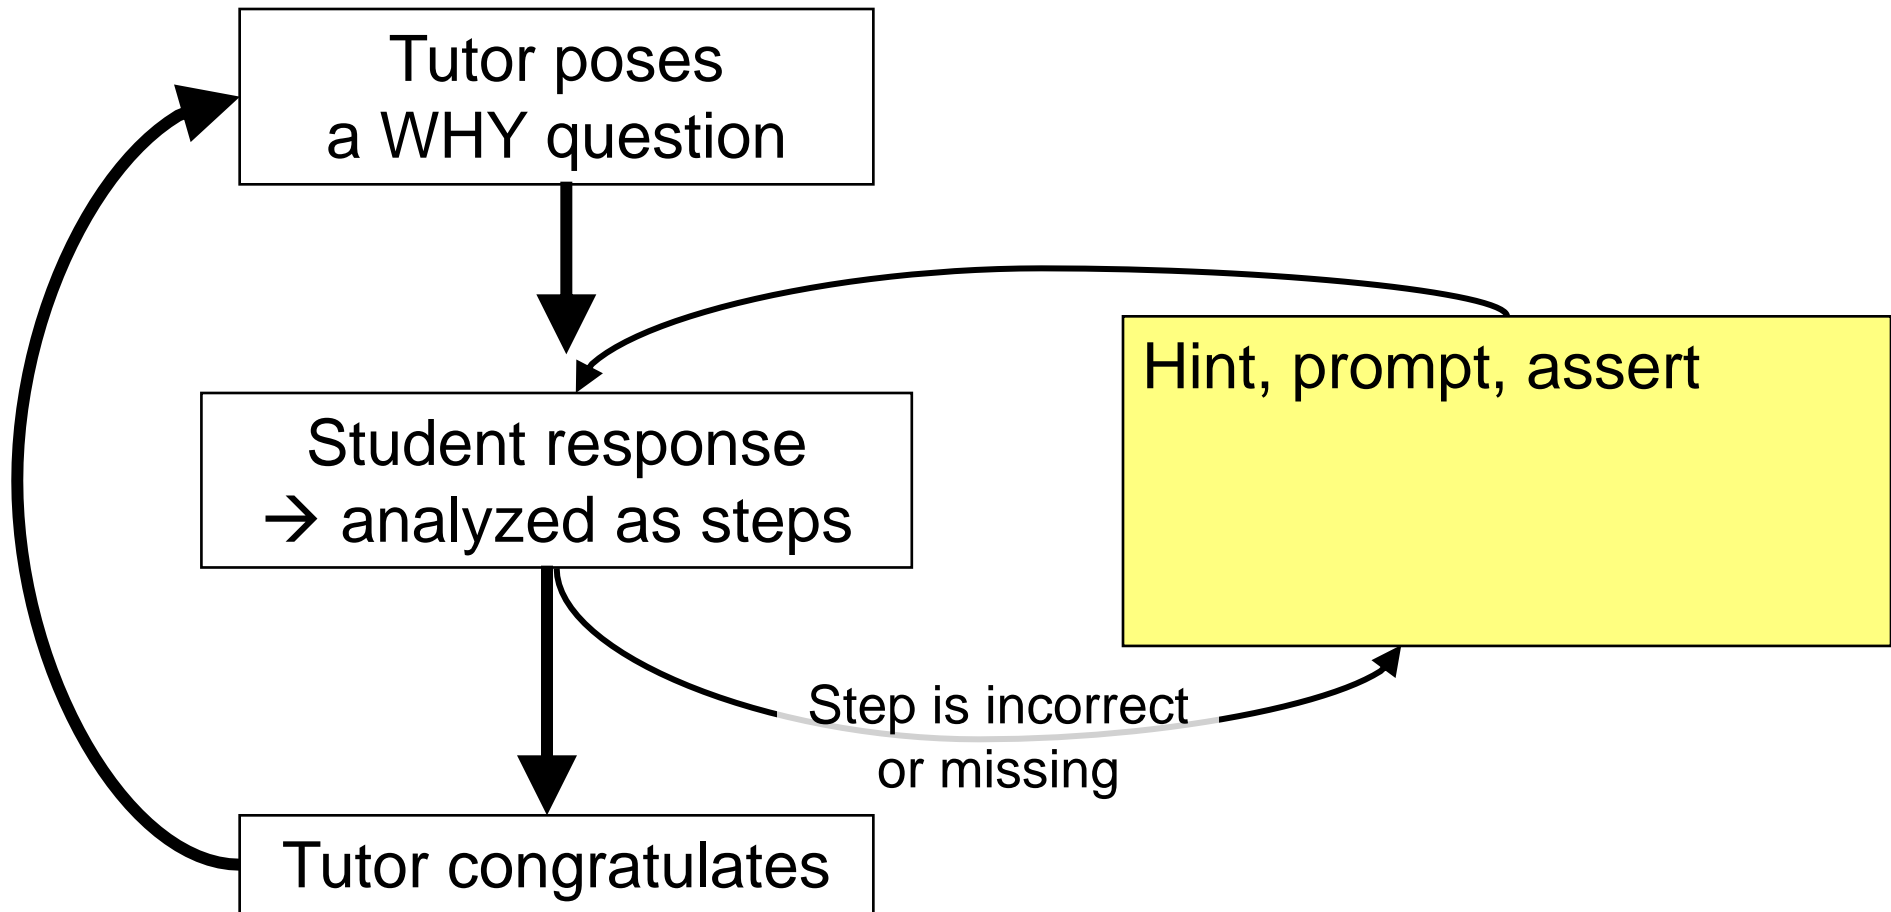 Tutor poses
a WHY question
Hint, prompt, assert
Student response
→ analyzed as steps
Step is incorrect
or missing
Tutor congratulates